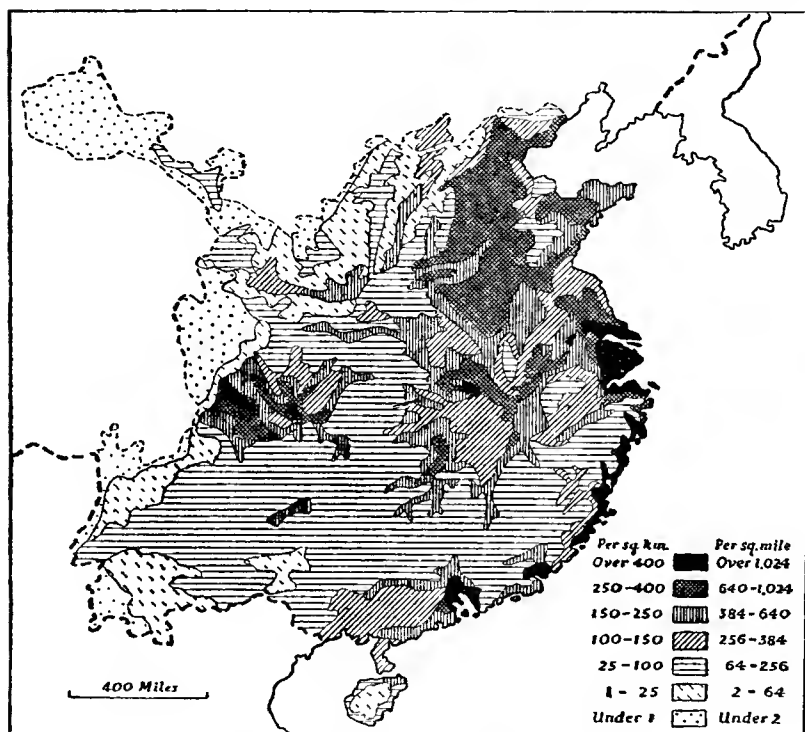 Per sq. km. Per sq. mile
Over 400 Over 1,024
250-400 640-1,024
150-250 384-640
100-150 256-384
25-100 64-256
1 - 25 2 - 64
Under 1 Under 2
400 Miles